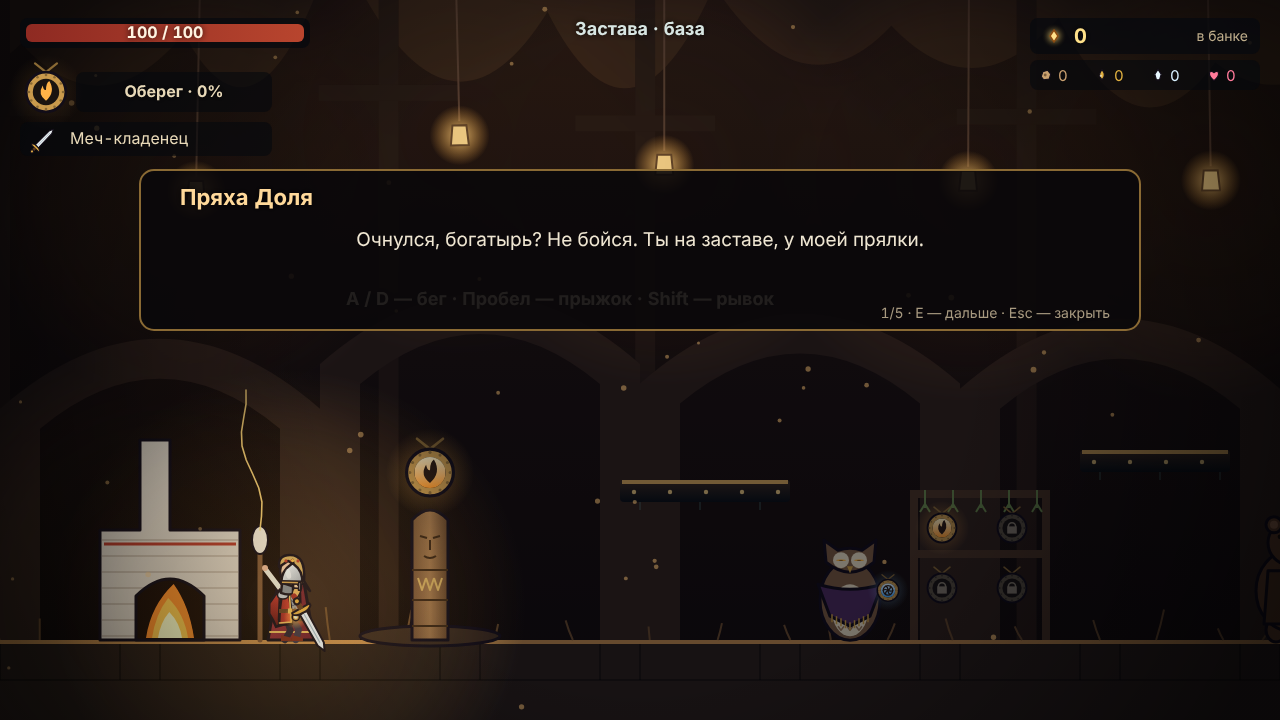 100 / 100
Застава · база
0
в банке
0
0
0
0
Оберег · 0%
Меч-кладенец
Пряха Доля
Очнулся, богатырь? Не бойся. Ты на заставе, у моей прялки.
A / D — бег · Пробел — прыжок · Shift — рывок
1/5 · E — дальше · Esc — закрыть